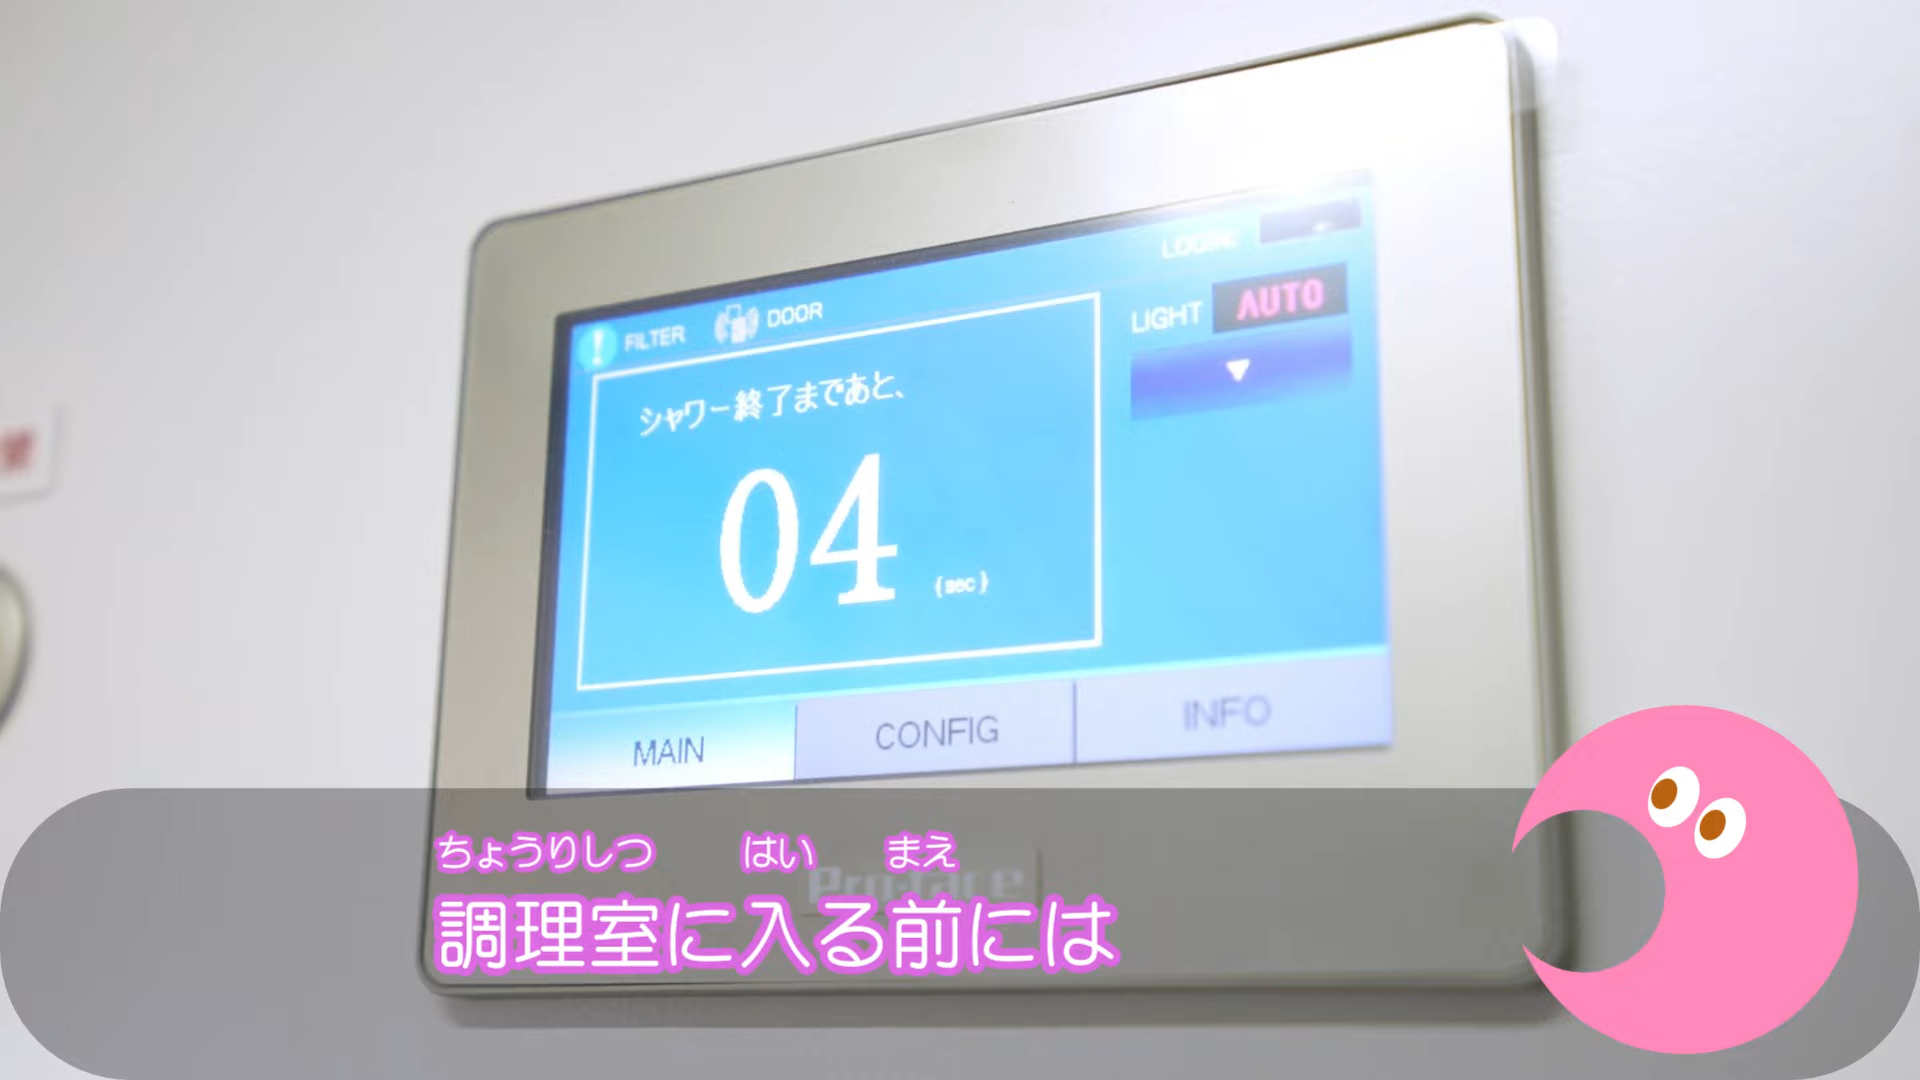 LOGIN:
FILTER
DOOR
LIGHT AUTO
シャワー終了まであと、
04 (sec)
MAIN
CONFIG
INFO
Pro-face
ちょうりしつ はい まえ
調理室に入る前には